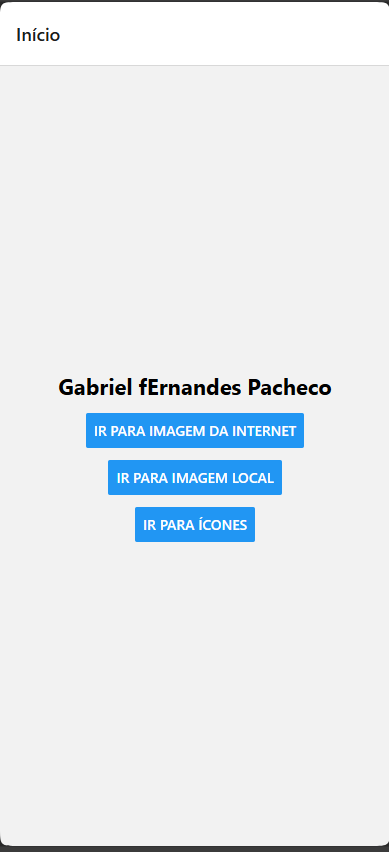 Início
Gabriel fErnandes Pacheco
IR PARA IMAGEM DA INTERNET
IR PARA IMAGEM LOCAL
IR PARA ÍCONES